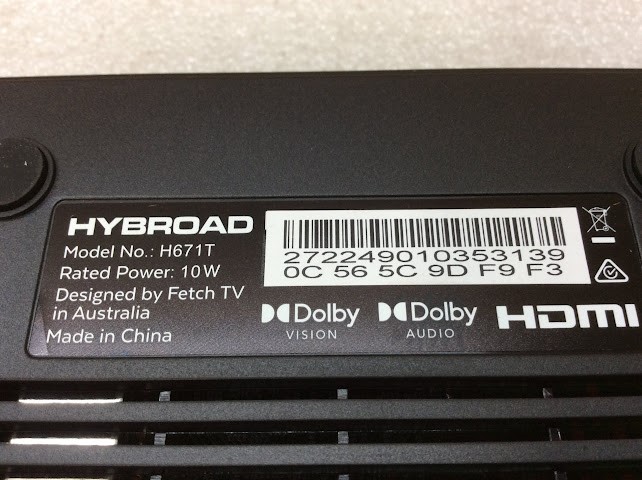 HYBROAD
Model No.: H671T
Rated Power: 10W
Designed by Fetch TV
in Australia
Made in China
272249010353139
0C 56 5C 9D F9 F3
Dolby
VISION
Dolby
AUDIO
HDMI